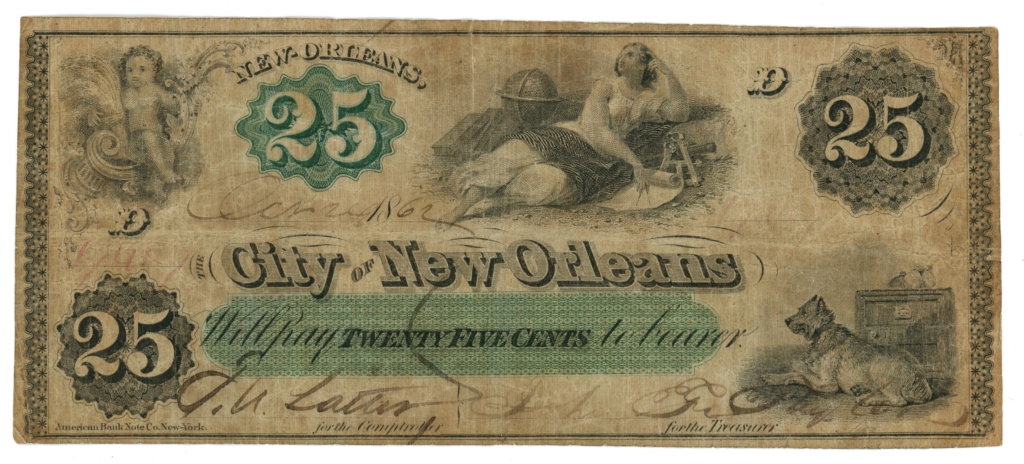 NEW-ORLEANS.
25
D
25
1862
D
THE City OF New Orleans
Will pay TWENTY FIVE CENTS to bearer.
25
American Bank Note Co. New-York.
for the Comptroller
for the Treasurer